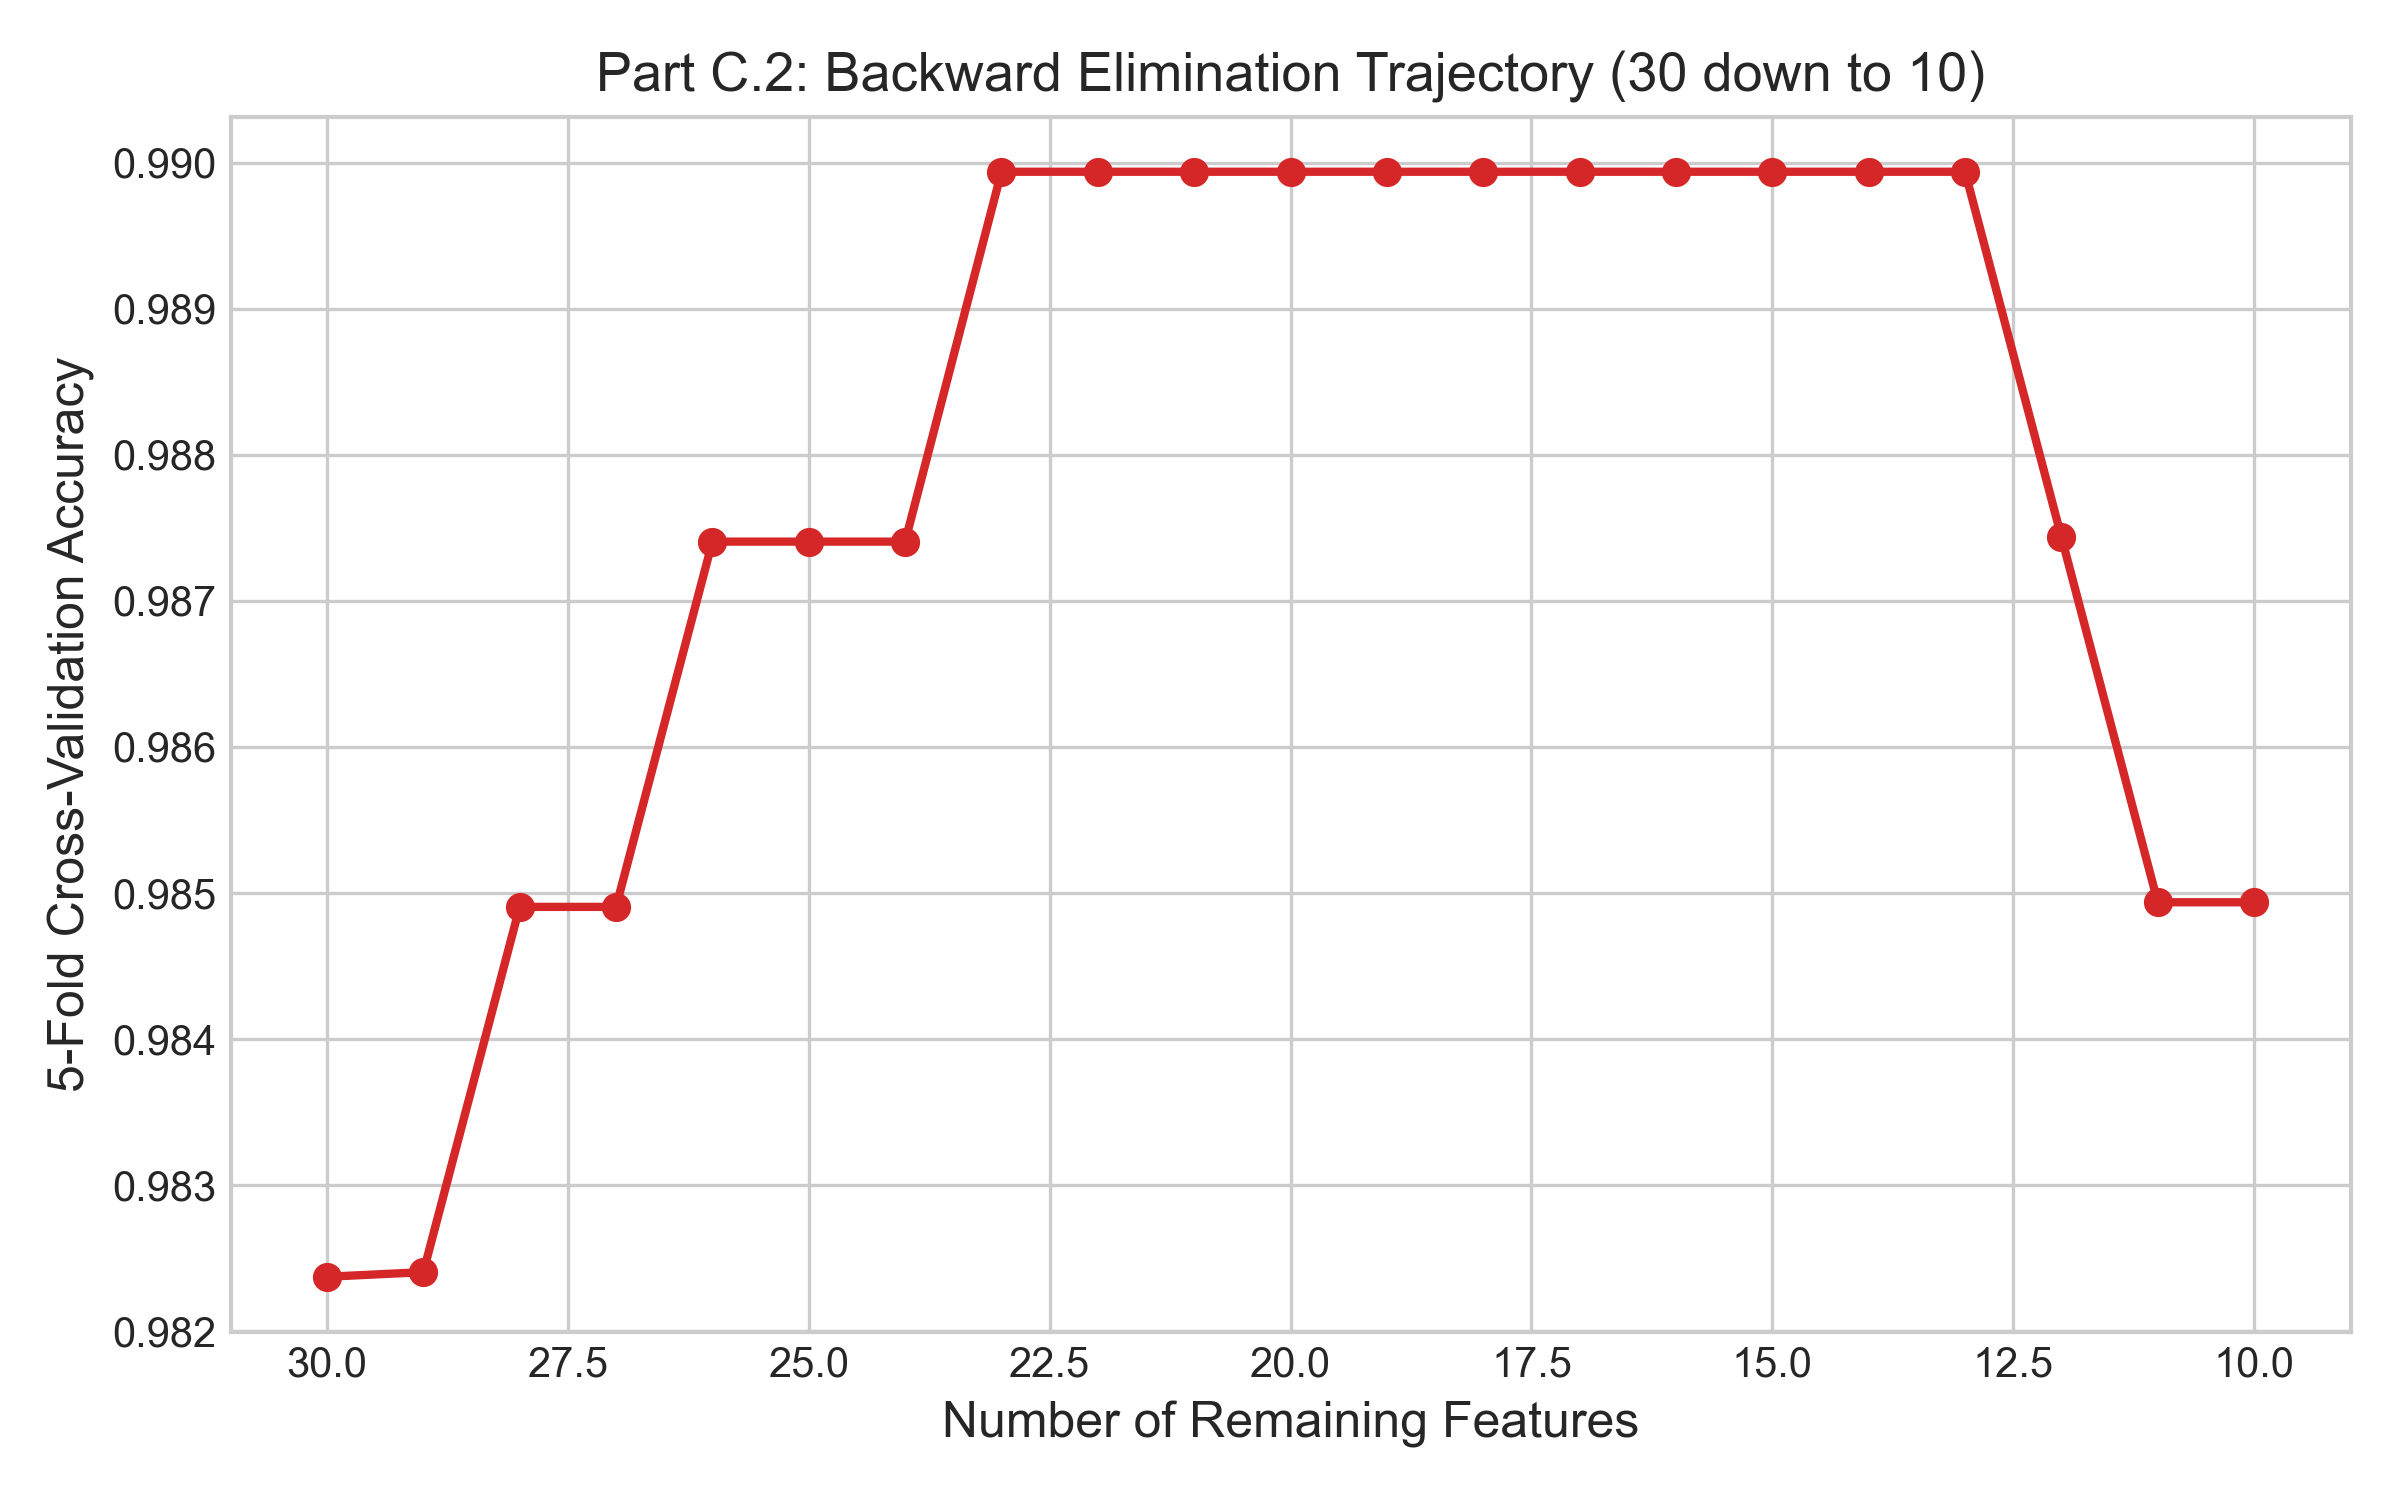 Part C.2: Backward Elimination Trajectory (30 down to 10)
5-Fold Cross-Validation Accuracy
0.990
0.989
0.988
0.987
0.986
0.985
0.984
0.983
0.982
30.0 27.5 25.0 22.5 20.0 17.5 15.0 12.5 10.0
Number of Remaining Features